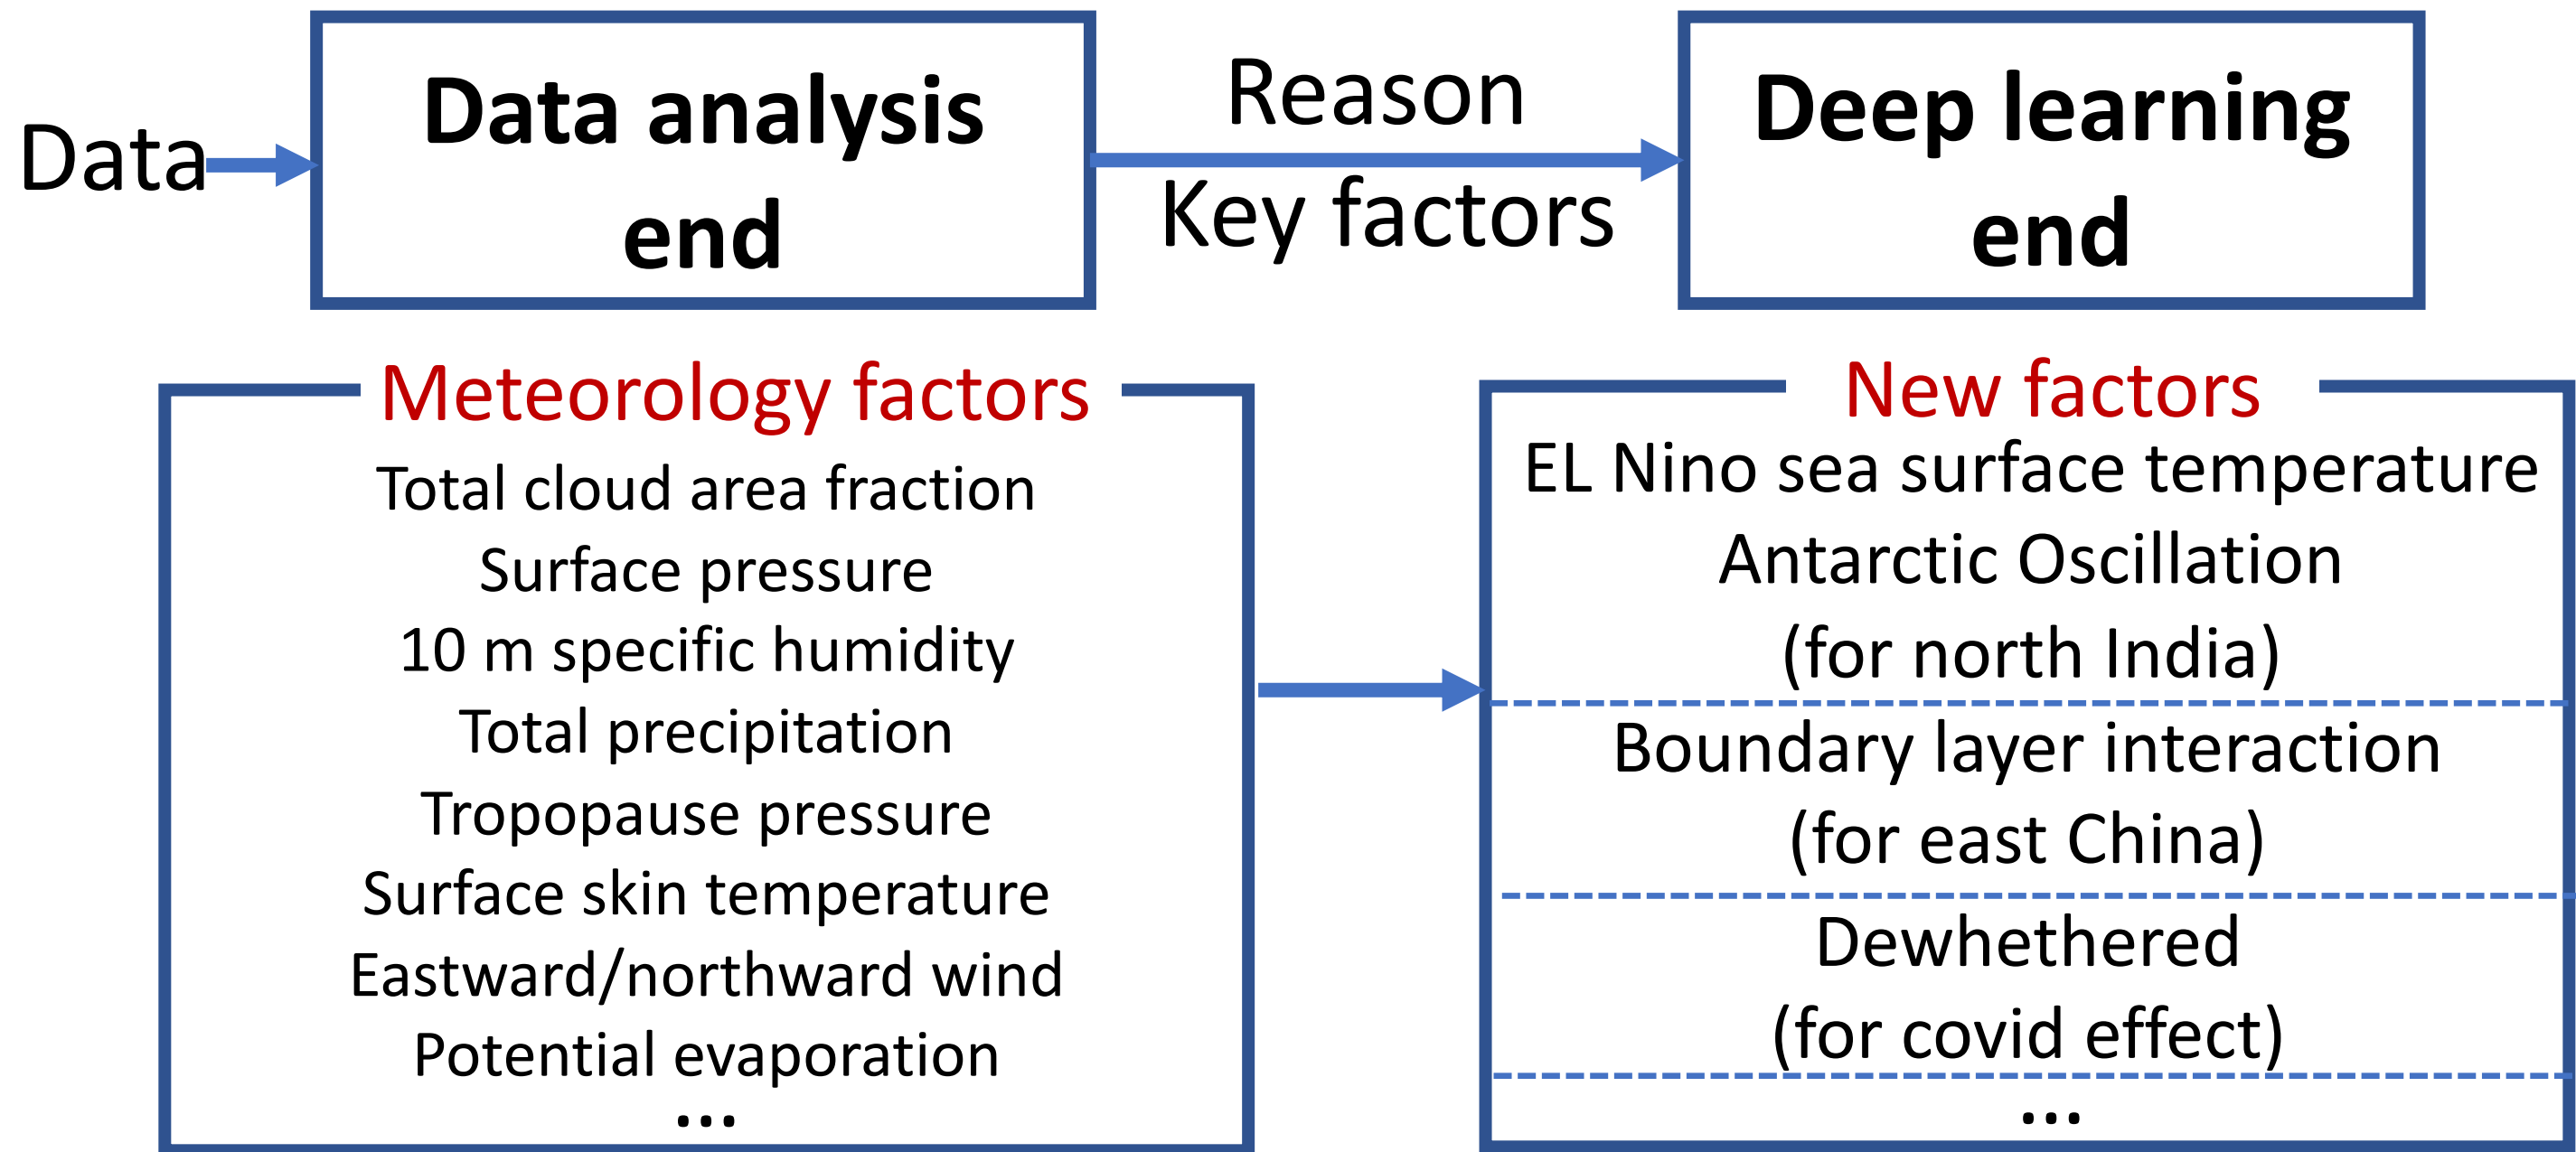 Data
Data analysis
end
Reason
Key factors
Deep learning
end
Meteorology factors
Total cloud area fraction
Surface pressure
10 m specific humidity
Total precipitation
Tropopause pressure
Surface skin temperature
Eastward/northward wind
Potential evaporation
...
New factors
EL Nino sea surface temperature
Antarctic Oscillation
(for north India)
Boundary layer interaction
(for east China)
Dewhethered
(for covid effect)
...